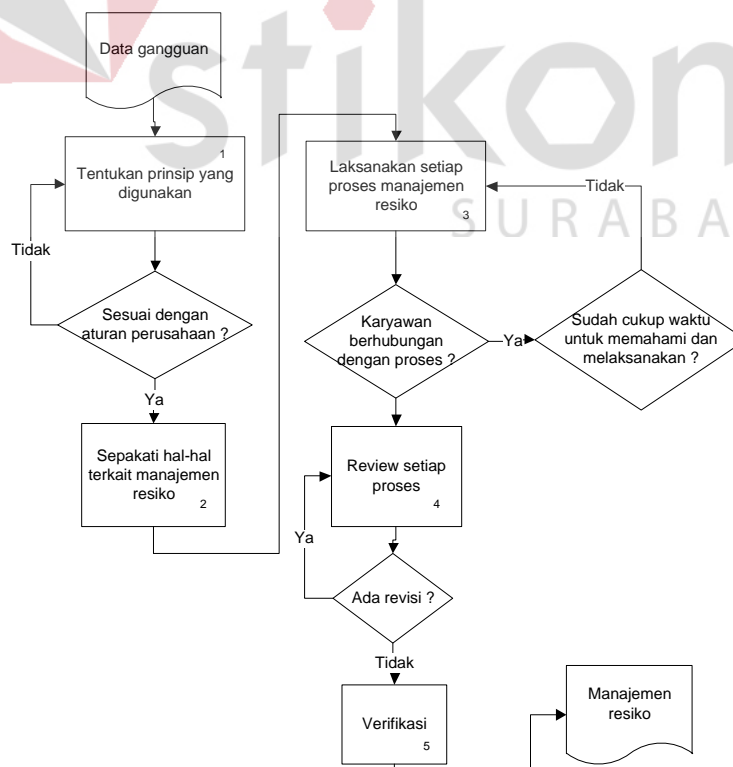 stikom
SURABA
Data gangguan
1
Tentukan prinsip yang
digunakan
Tidak
Sesuai dengan
aturan perusahaan ?
Ya
Sepakati hal-hal
terkait manajemen
resiko
2
Laksanakan setiap
proses manajemen
resiko
3
Tidak
Karyawan
berhubungan
dengan proses ?
Ya
Sudah cukup waktu
untuk memahami dan
melaksanakan ?
Review setiap
proses
4
Ya
Ada revisi ?
Tidak
Verifikasi
5
Manajemen
resiko